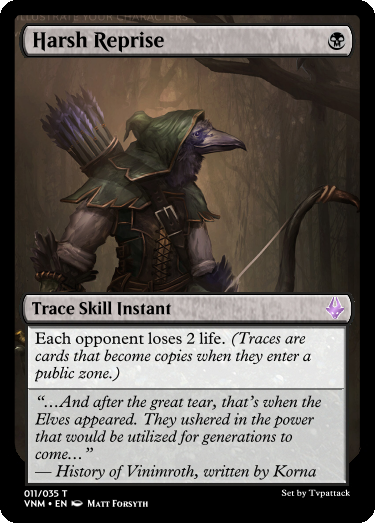 ILLUSTRATE YOUR CHARACTERS
Harsh Reprise
Trace Skill Instant
Each opponent loses 2 life. (Traces are
cards that become copies when they enter a
public zone.)
“…And after the great tear, that's when the
Elves appeared. They ushered in the power
that would be utilized for generations to
come…”
— History of Vinimroth, written by Korna
011/035 T
VNM • EN Matt Forsyth
Set by Tvpattack